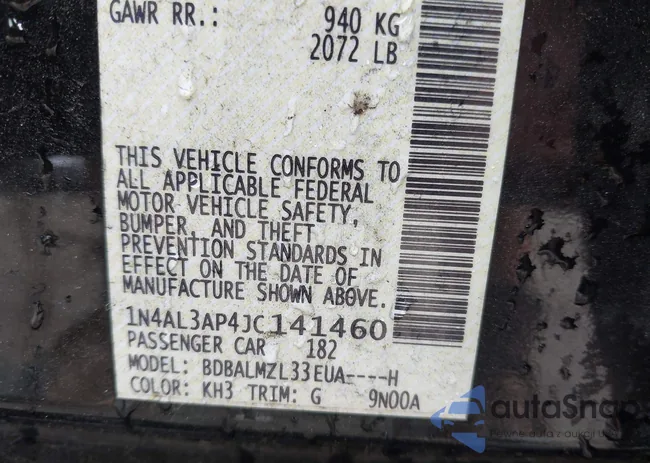 GAWR RR.: 940 KG
2072 LB
THIS VEHICLE CONFORMS TO
ALL APPLICABLE FEDERAL
MOTOR VEHICLE SAFETY,
BUMPER, AND THEFT
PREVENTION STANDARDS IN
EFFECT ON THE DATE OF
MANUFACTURE SHOWN ABOVE.
1N4AL3AP4JC141460
PASSENGER CAR 182
MODEL: BDBALMZL33EUA----H
COLOR: KH3 TRIM: G 9N00A
autaSnap